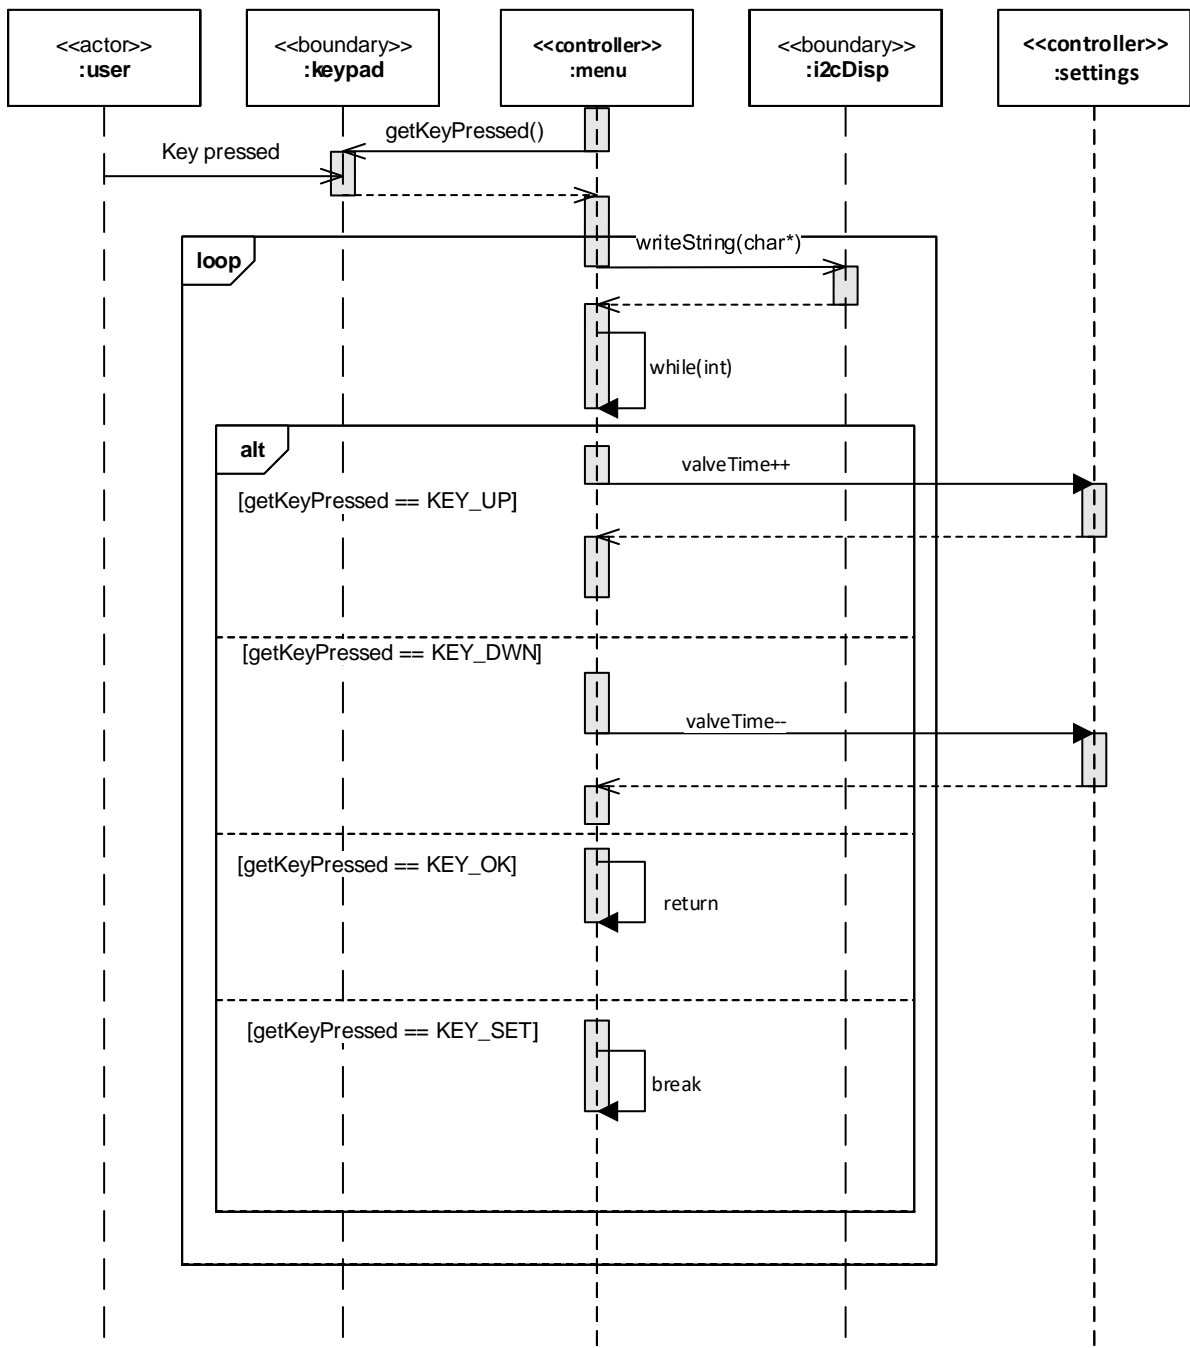 <<actor>>
:user
<<boundary>>
:keypad
<<controller>>
:menu
<<boundary>>
:i2cDisp
<<controller>>
:settings
getKeyPressed()
Key pressed
loop
writeString(char*)
while(int)
alt
valveTime++
[getKeyPressed == KEY_UP]
[getKeyPressed == KEY_DWN]
valveTime--
[getKeyPressed == KEY_OK]
return
[getKeyPressed == KEY_SET]
break